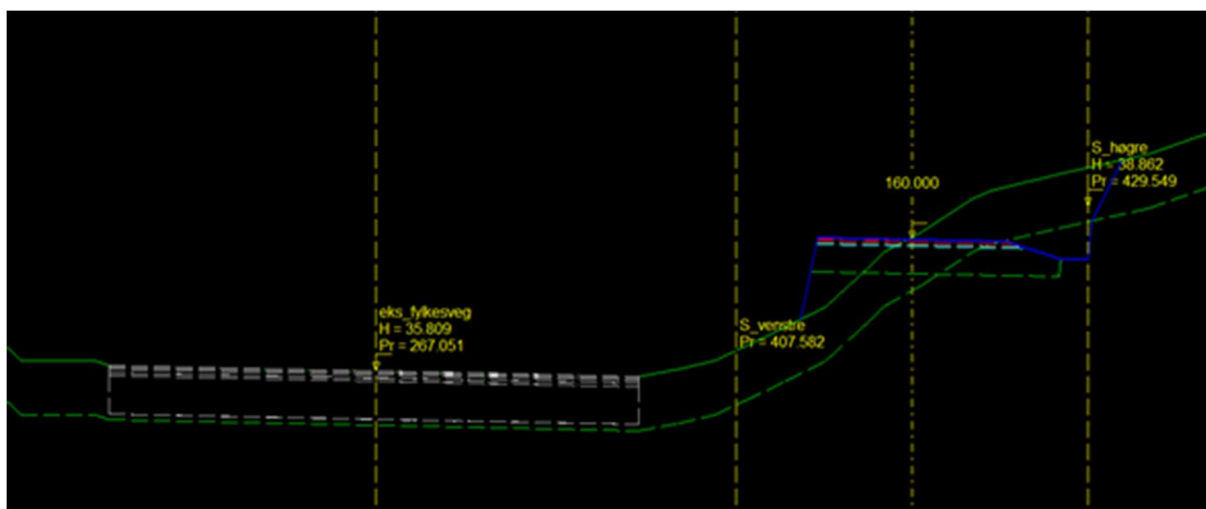 S_høgre
H = 38.862
Pr = 429.549
160.000
eks_fylkesveg
H = 35.809
Pr = 267.051
S_venstre
Pr = 407.582